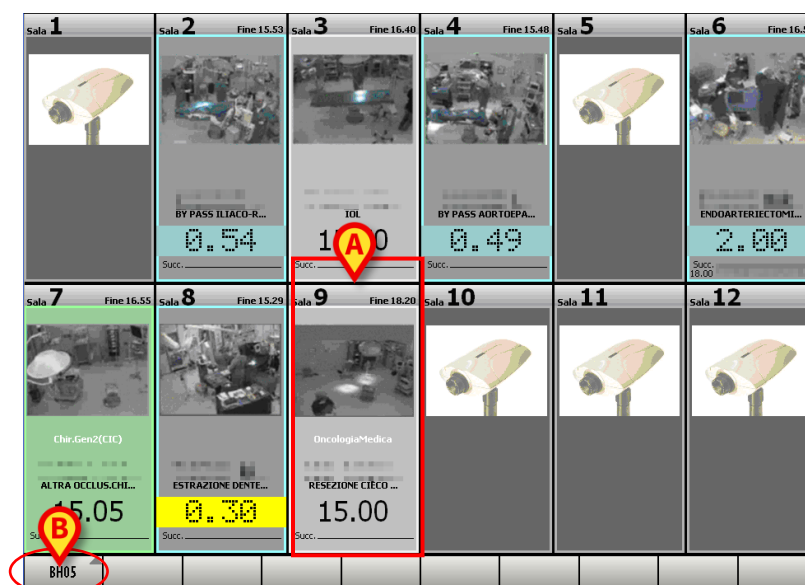 Sala 1
Sala 2 Fine 15.53
Sala 3 Fine 16.40
Sala 4 Fine 15.48
Sala 5
Sala 6
BY PASS ILIACO-R...
IOL
BY PASS AORTOEPA...
ENDOARTERIECTOMI...
0.54
0.49
2.00
A
Succ.
Succ.
Succ.
Succ.
18.00
Sala 7 Fine 16.55
Sala 8 Fine 15.29
Sala 9 Fine 18.20
Sala 10
Sala 11
Sala 12
Chir.Gen2(CIC)
OncologiaMedica
ALTRA OCCLUS.CHI...
ESTRAZIONE DENTE...
RESEZIONE CIECO ...
15.05
0.30
15.00
B
Succ.
Succ.
BH05